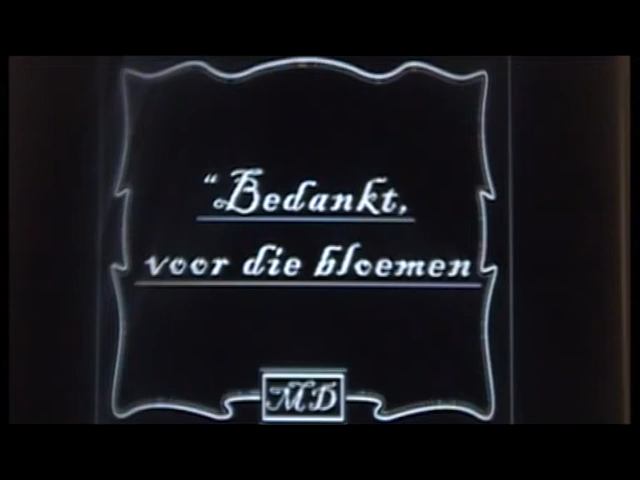 “Bedankt,
voor die bloemen
MD